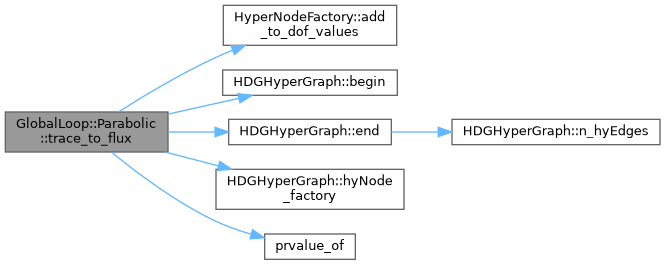 GlobalLoop::Parabolic
::trace_to_flux
HyperNodeFactory::add
_to_dof_values
HDGHyperGraph::begin
HDGHyperGraph::end
HDGHyperGraph::n_hyEdges
HDGHyperGraph::hyNode
_factory
prvalue_of